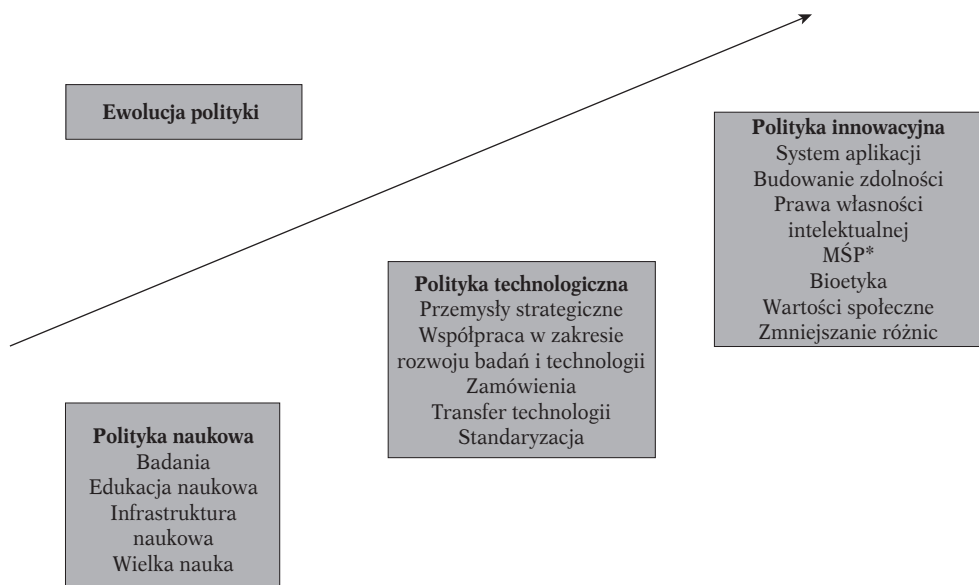 Ewolucja polityki
Polityka innowacyjna
System aplikacji
Budowanie zdolności
Prawa własności
intelektualnej
MŚP*
Bioetyka
Wartości społeczne
Zmniejszanie różnic
Polityka technologiczna
Przemysły strategiczne
Współpraca w zakresie
rozwoju badań i technologii
Zamówienia
Transfer technologii
Standaryzacja
Polityka naukowa
Badania
Edukacja naukowa
Infrastruktura
naukowa
Wielka nauka